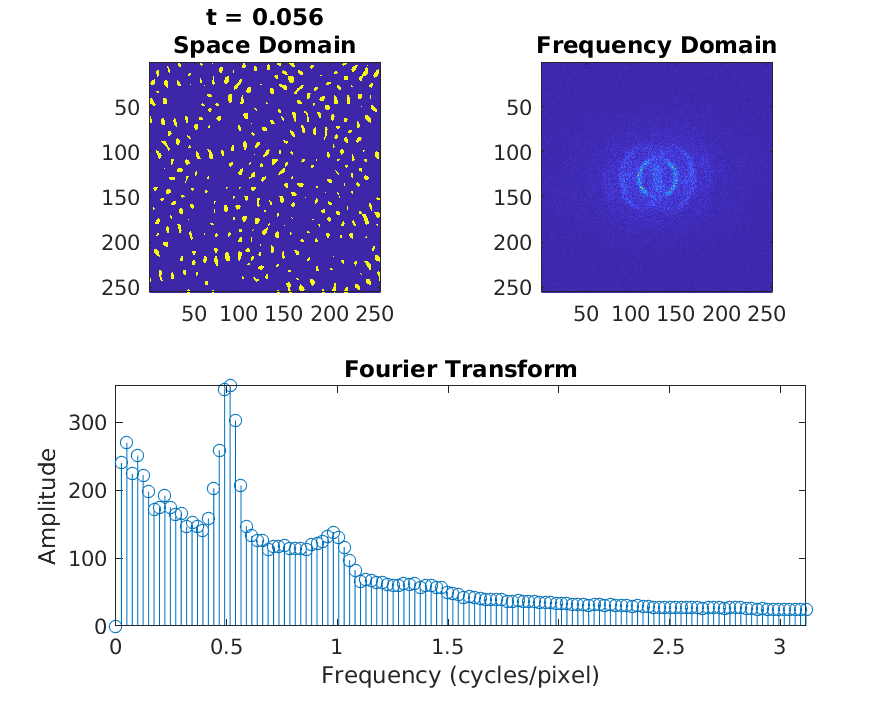 t = 0.056
Space Domain
50
100
150
200
250
50 100 150 200 250
Frequency Domain
50
100
150
200
250
50 100 150 200 250
Fourier Transform
Amplitude
300
200
100
0
0 0.5 1 1.5 2 2.5 3
Frequency (cycles/pixel)